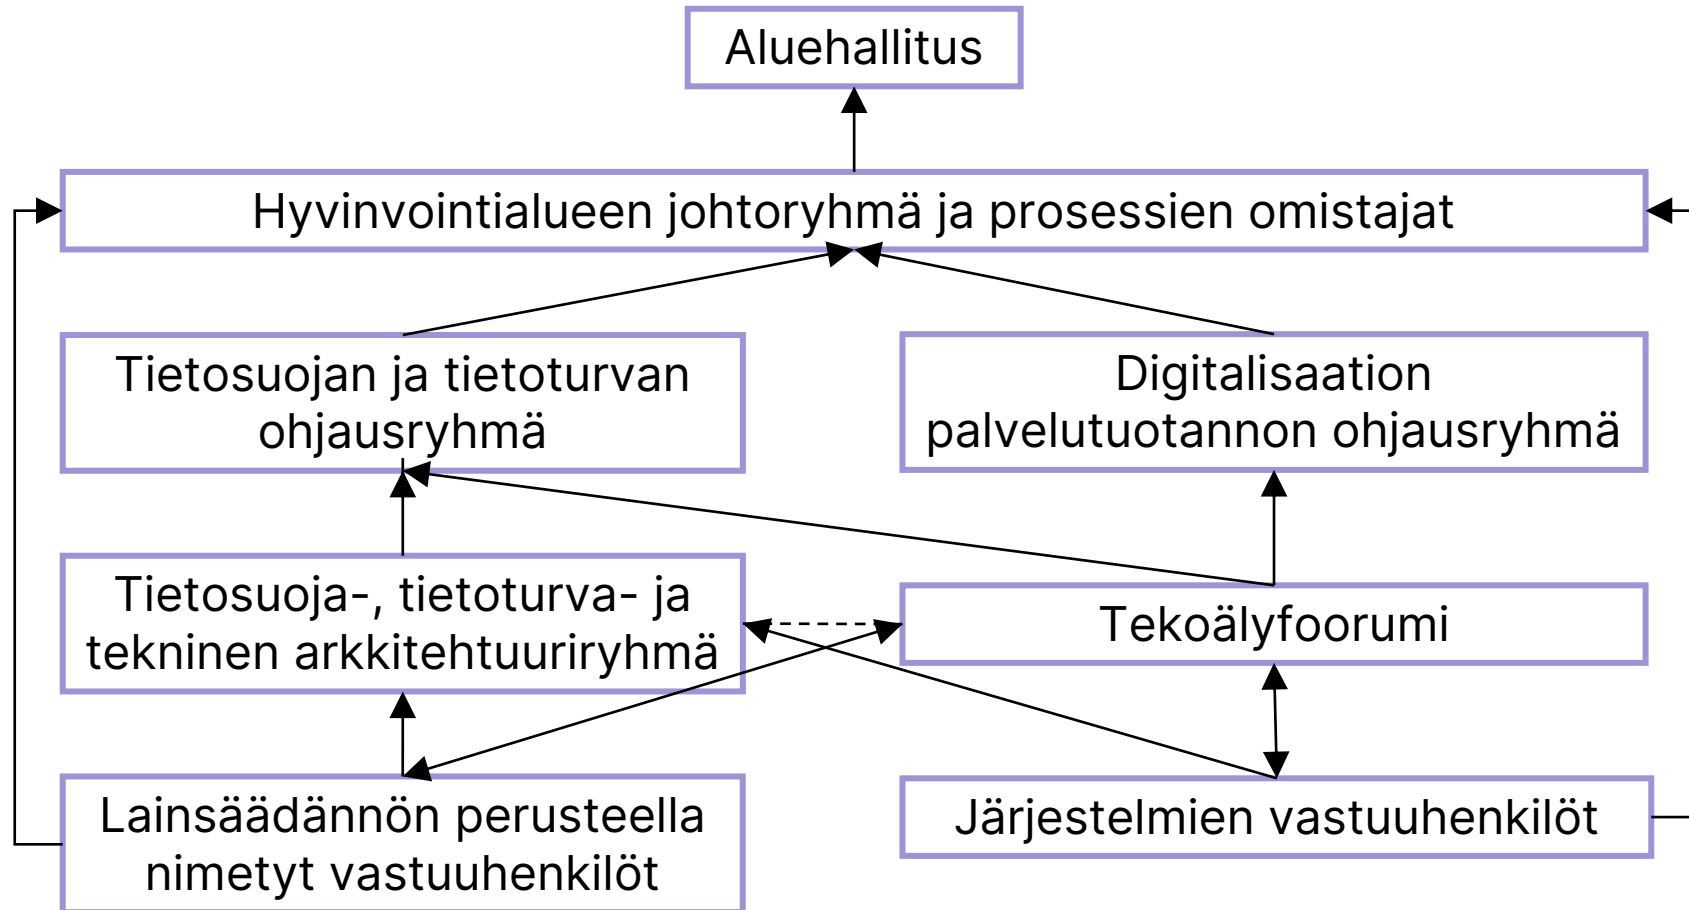 Aluehallitus
Hyvinvointialueen johtoryhmä ja prosessien omistajat
Tietosuojan ja tietoturvan
ohjausryhmä
Digitalisaation
palvelutuotannon ohjausryhmä
Tietosuoja-, tietoturva- ja
tekninen arkkitehtuuriryhmä
Tekoälyfoorumi
Lainsäädännön perusteella
nimetyt vastuuhenkilöt
Järjestelmien vastuuhenkilöt